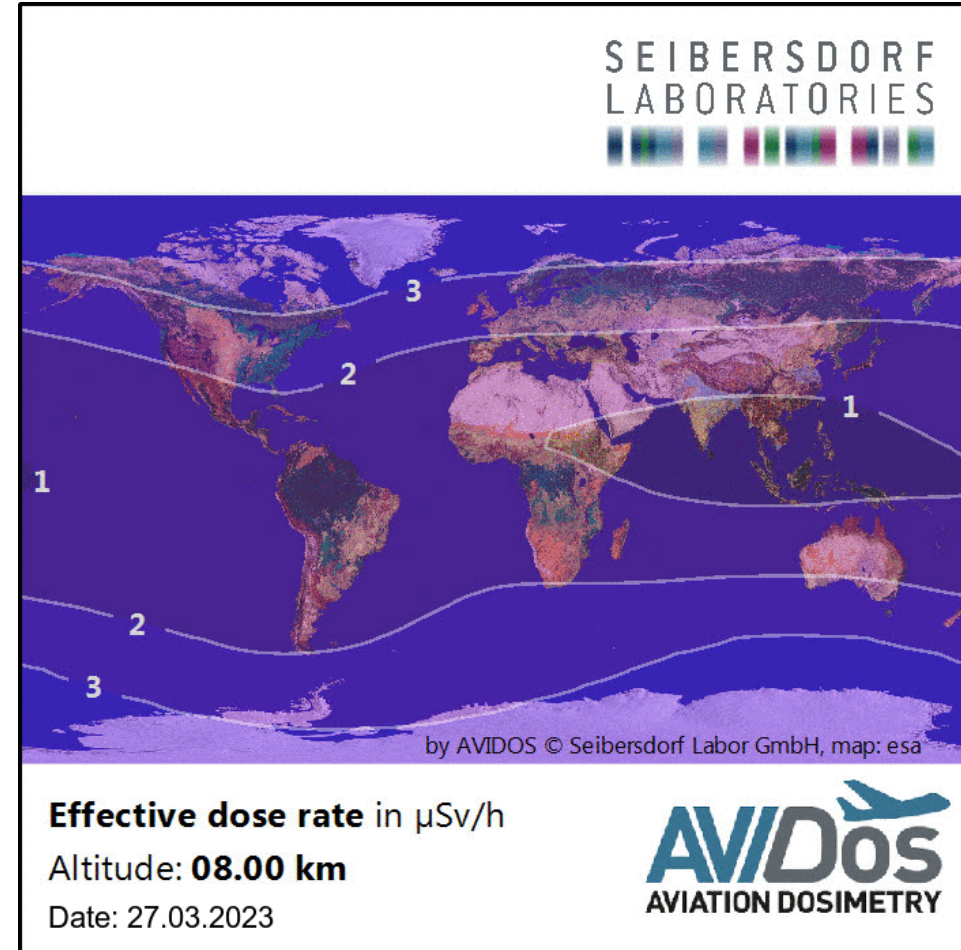 SEIBERSDORF
LABORATORIES
3
2
1
1
2
3
by AVIDOS © Seibersdorf Labor GmbH, map: esa
Effective dose rate in µSv/h
Altitude: 08.00 km
Date: 27.03.2023
AVIDos
AVIATION DOSIMETRY